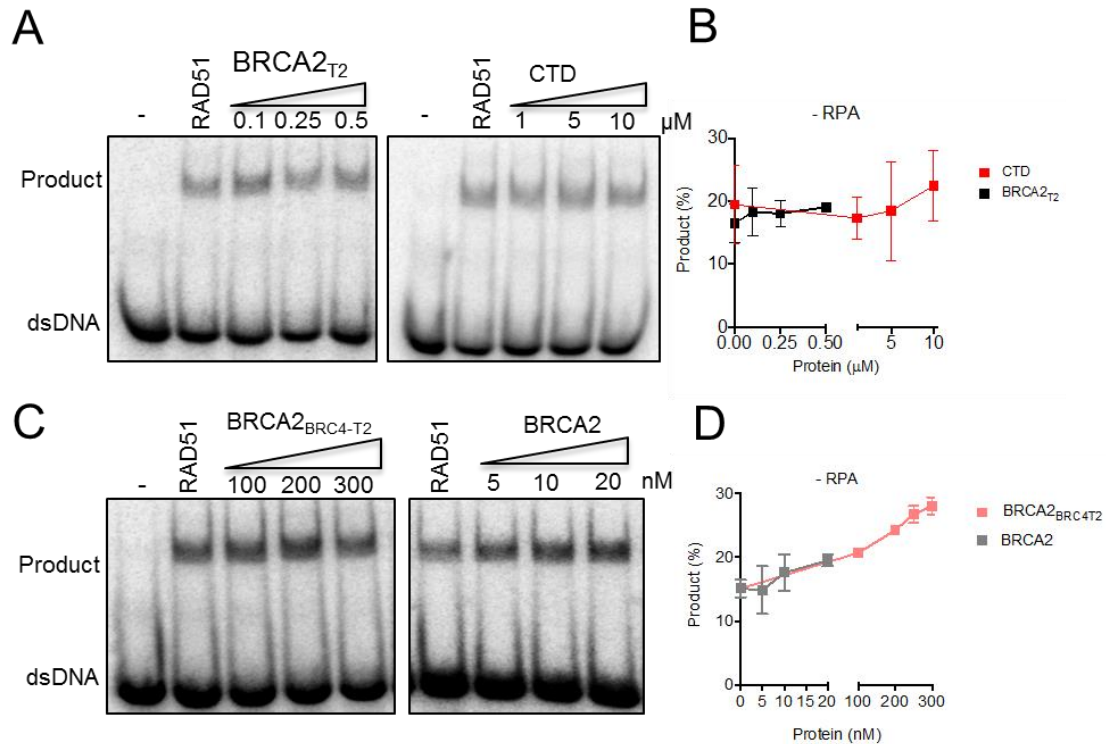 A
RAD51
BRCA2T2
- 0.1 0.25 0.5
RAD51
CTD
- 1 5 10 µM
Product
dsDNA
B
- RPA
30
20
10
0
Product (%)
0.00 0.25 0.50 5 10
Protein (µM)
CTD
BRCA2T2
C
RAD51
BRCA2BRC4-T2
- 100 200 300
RAD51
BRCA2
5 10 20 nM
Product
dsDNA
D
- RPA
30
20
10
0
Product (%)
0 5 10 15 20 100 200 300
Protein (nM)
BRCA2BRC4T2
BRCA2